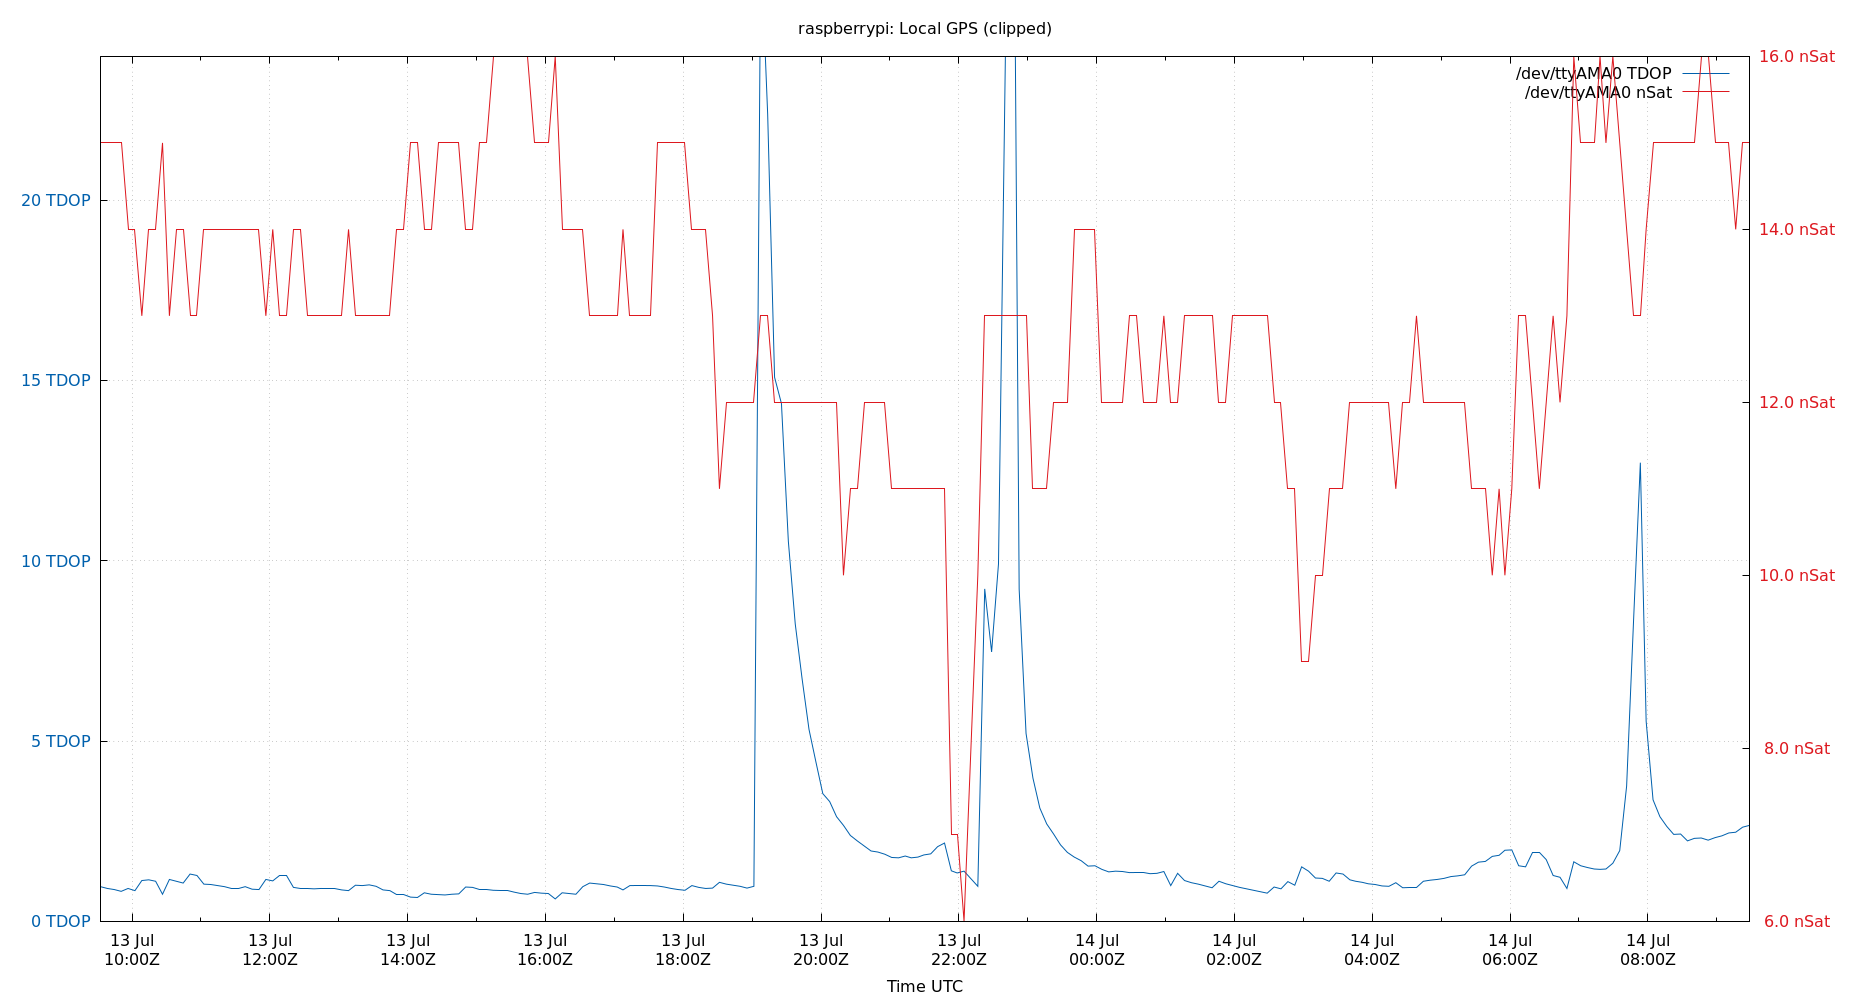 raspberrypi: Local GPS (clipped)
16.0 nSat
/dev/ttyAMA0 TDOP
/dev/ttyAMA0 nSat
20 TDOP
14.0 nSat
15 TDOP
12.0 nSat
10 TDOP
10.0 nSat
5 TDOP
8.0 nSat
0 TDOP
6.0 nSat
13 Jul 13 Jul 13 Jul 13 Jul 13 Jul 13 Jul 13 Jul 14 Jul 14 Jul 14 Jul 14 Jul 14 Jul
10:00Z 12:00Z 14:00Z 16:00Z 18:00Z 20:00Z 22:00Z 00:00Z 02:00Z 04:00Z 06:00Z 08:00Z
Time UTC